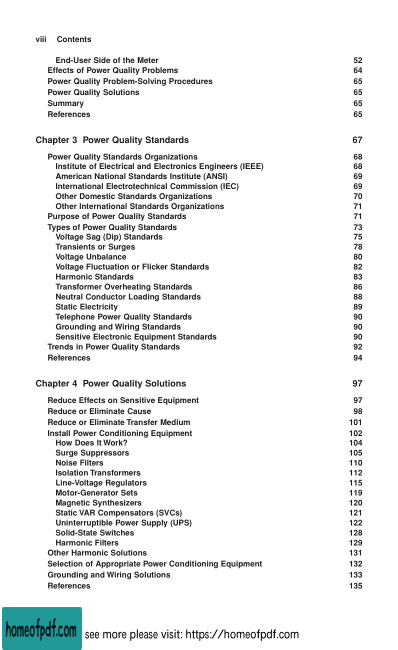 viii Contents
End-User Side of the Meter 52
Effects of Power Quality Problems 64
Power Quality Problem-Solving Procedures 65
Power Quality Solutions 65
Summary 65
References 65
Chapter 3 Power Quality Standards 67
Power Quality Standards Organizations 68
Institute of Electrical and Electronics Engineers (IEEE) 68
American National Standards Institute (ANSI) 69
International Electrotechnical Commission (IEC) 69
Other Domestic Standards Organizations 70
Other International Standards Organizations 71
Purpose of Power Quality Standards 71
Types of Power Quality Standards 73
Voltage Sag (Dip) Standards 75
Transients or Surges 78
Voltage Unbalance 80
Voltage Fluctuation or Flicker Standards 82
Harmonic Standards 83
Transformer Overheating Standards 86
Neutral Conductor Loading Standards 88
Static Electricity 89
Telephone Power Quality Standards 90
Grounding and Wiring Standards 90
Sensitive Electronic Equipment Standards 90
Trends in Power Quality Standards 92
References 94
Chapter 4 Power Quality Solutions 97
Reduce Effects on Sensitive Equipment 97
Reduce or Eliminate Cause 98
Reduce or Eliminate Transfer Medium 101
Install Power Conditioning Equipment 102
How Does It Work? 104
Surge Suppressors 105
Noise Filters 110
Isolation Transformers 112
Line-Voltage Regulators 115
Motor-Generator Sets 119
Magnetic Synthesizers 120
Static VAR Compensators (SVCs) 121
Uninterruptible Power Supply (UPS) 122
Solid-State Switches 128
Harmonic Filters 129
Other Harmonic Solutions 131
Selection of Appropriate Power Conditioning Equipment 132
Grounding and Wiring Solutions 133
References 135
homeofpdf.com see more please visit: https://homeofpdf.com